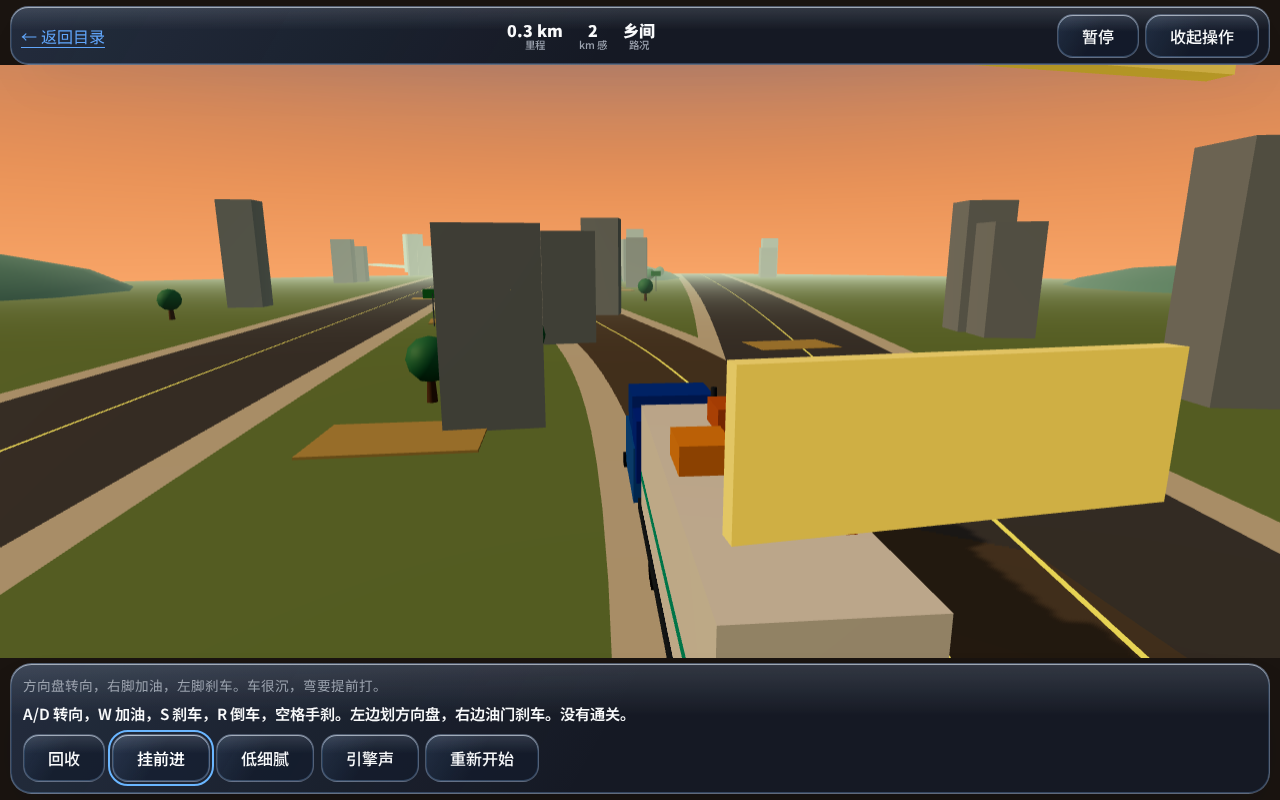 ← 返回目录
0.3 km
里程
2
km 感
乡间
路况
暂停
收起操作
方向盘转向，右脚加油，左脚刹车。车很沉，弯要提前打。
A/D 转向，W 加油，S 刹车，R 倒车，空格手刹。左边划方向盘，右边油门刹车。没有通关。
回收
挂前进
低细腻
引擎声
重新开始